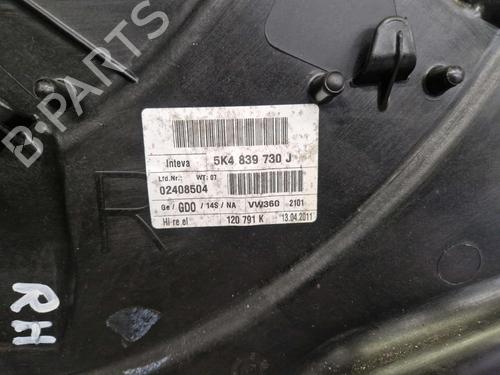 B-PARTS
Inteva 5K4 839 730 J
Lfd.Nr.: WT: 07
02408504
Ge / GDO / 14S / NA VW360 2101
HI re el 120 791 K 13.04.2011
R
RH